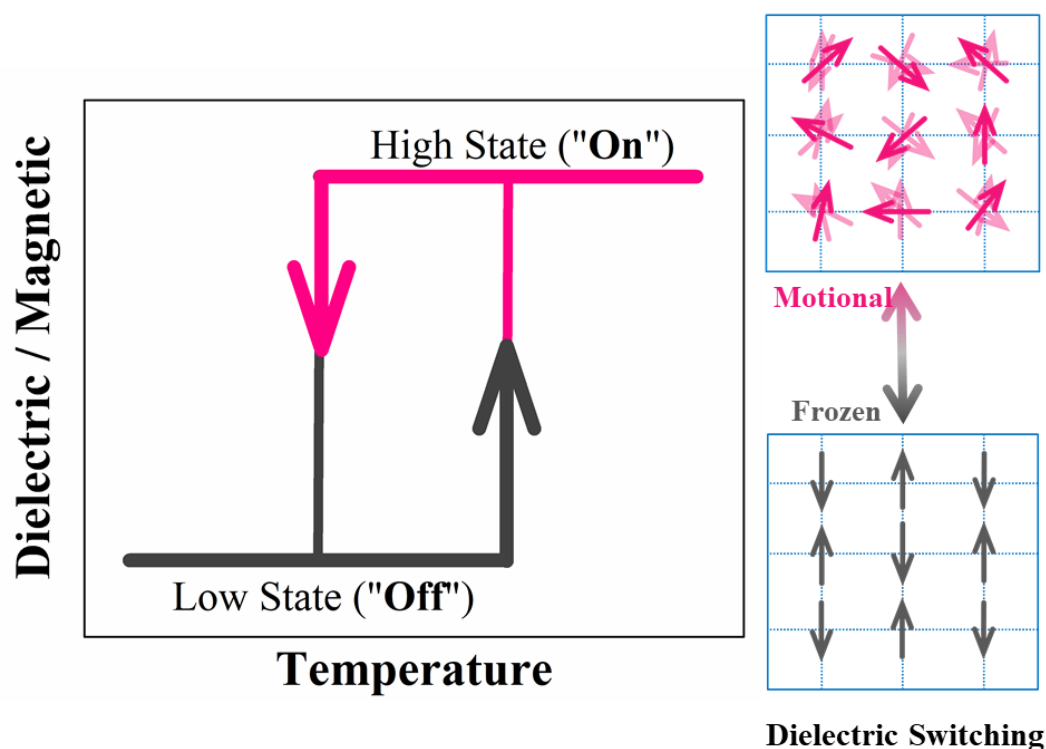 Dielectric / Magnetic
High State ("On")
Low State ("Off")
Temperature
Motional
Frozen
Dielectric Switching